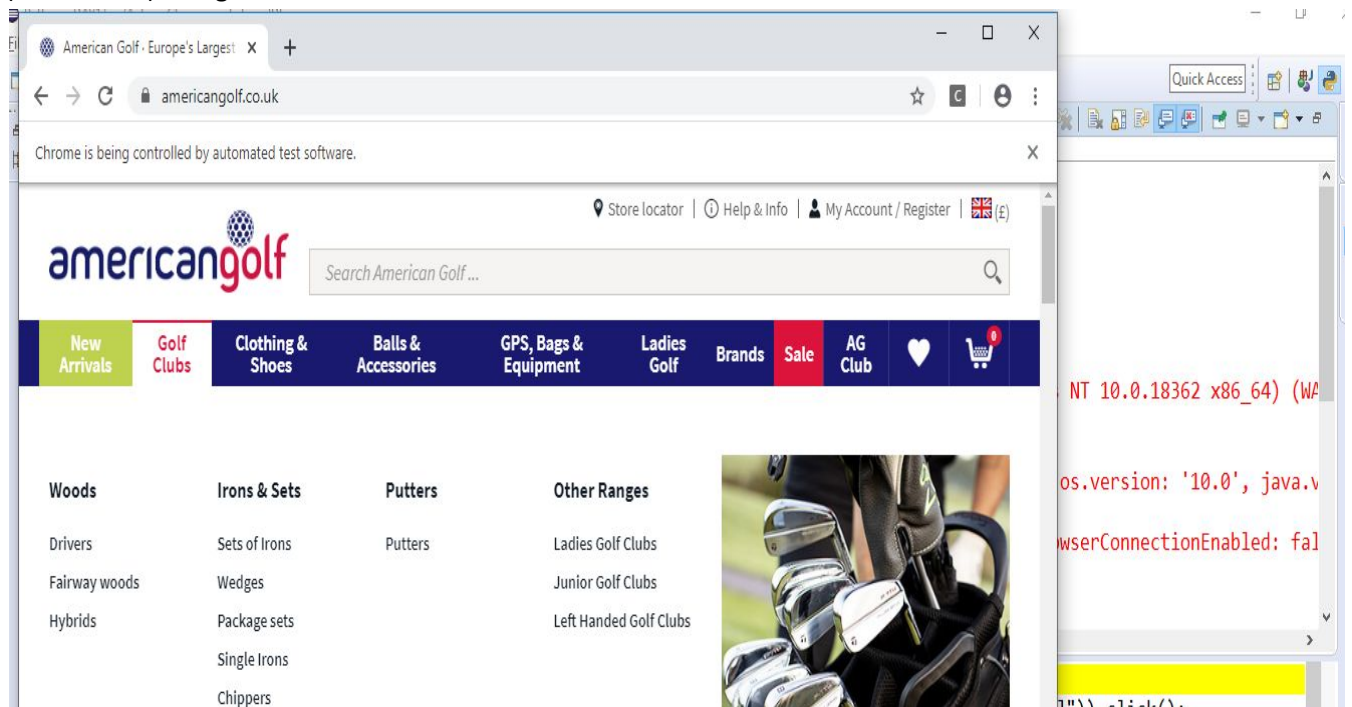 American Golf - Europe's Largest
americangolf.co.uk
Quick Access
Chrome is being controlled by automated test software.
Store locator | Help & Info | My Account / Register | (£)
americangolf
Search American Golf ...
New Arrivals
Golf Clubs
Clothing & Shoes
Balls & Accessories
GPS, Bags & Equipment
Ladies Golf
Brands
Sale
AG Club
0
NT 10.0.18362 x86_64) (WA
Woods
Drivers
Fairway woods
Hybrids
Irons & Sets
Sets of Irons
Wedges
Package sets
Single Irons
Chippers
Putters
Putters
Other Ranges
Ladies Golf Clubs
Junior Golf Clubs
Left Handed Golf Clubs
os.version: '10.0', java.v
owserConnectionEnabled: fal
")).click();